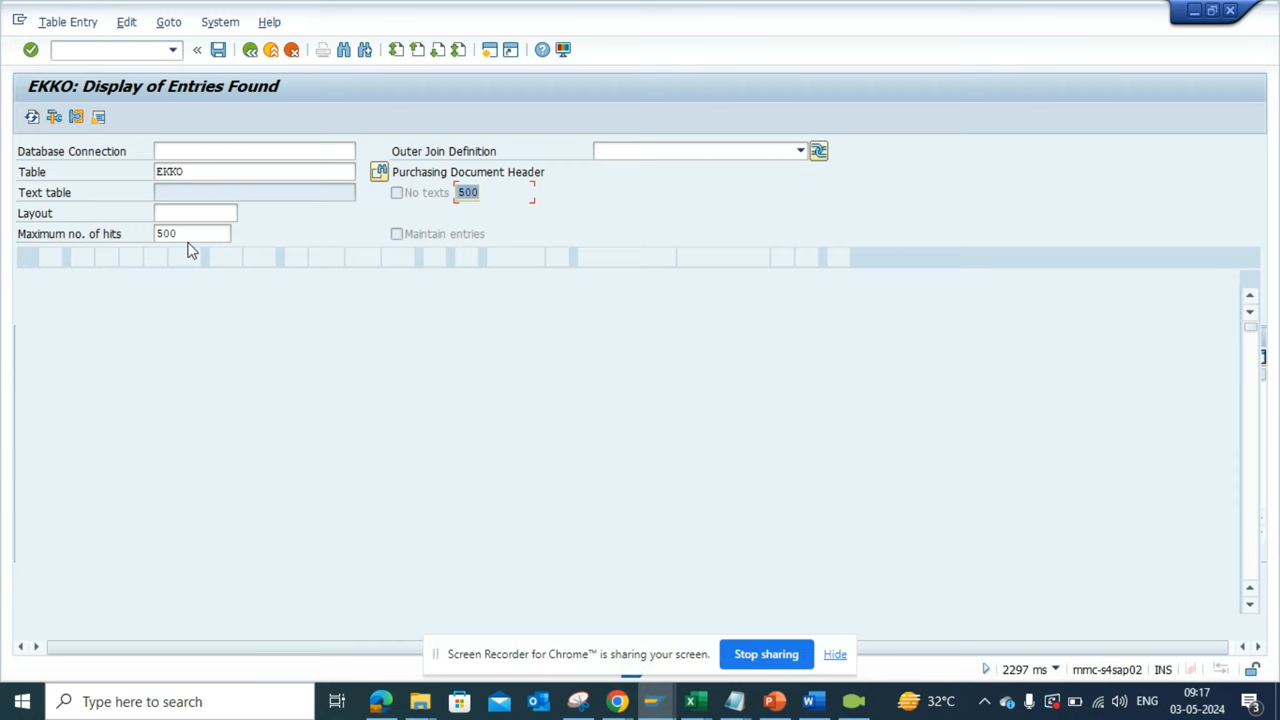 Table Entry Edit Goto System Help
EKKO: Display of Entries Found
Database Connection Outer Join Definition
Table EKKO Purchasing Document Header
Text table No texts 500
Layout
Maximum no. of hits 500 Maintain entries
Screen Recorder for Chrome™ is sharing your screen. Stop sharing Hide
2297 ms mmc-s4sap02 INS
Type here to search 32°C ENG 09:17
03-05-2024 3